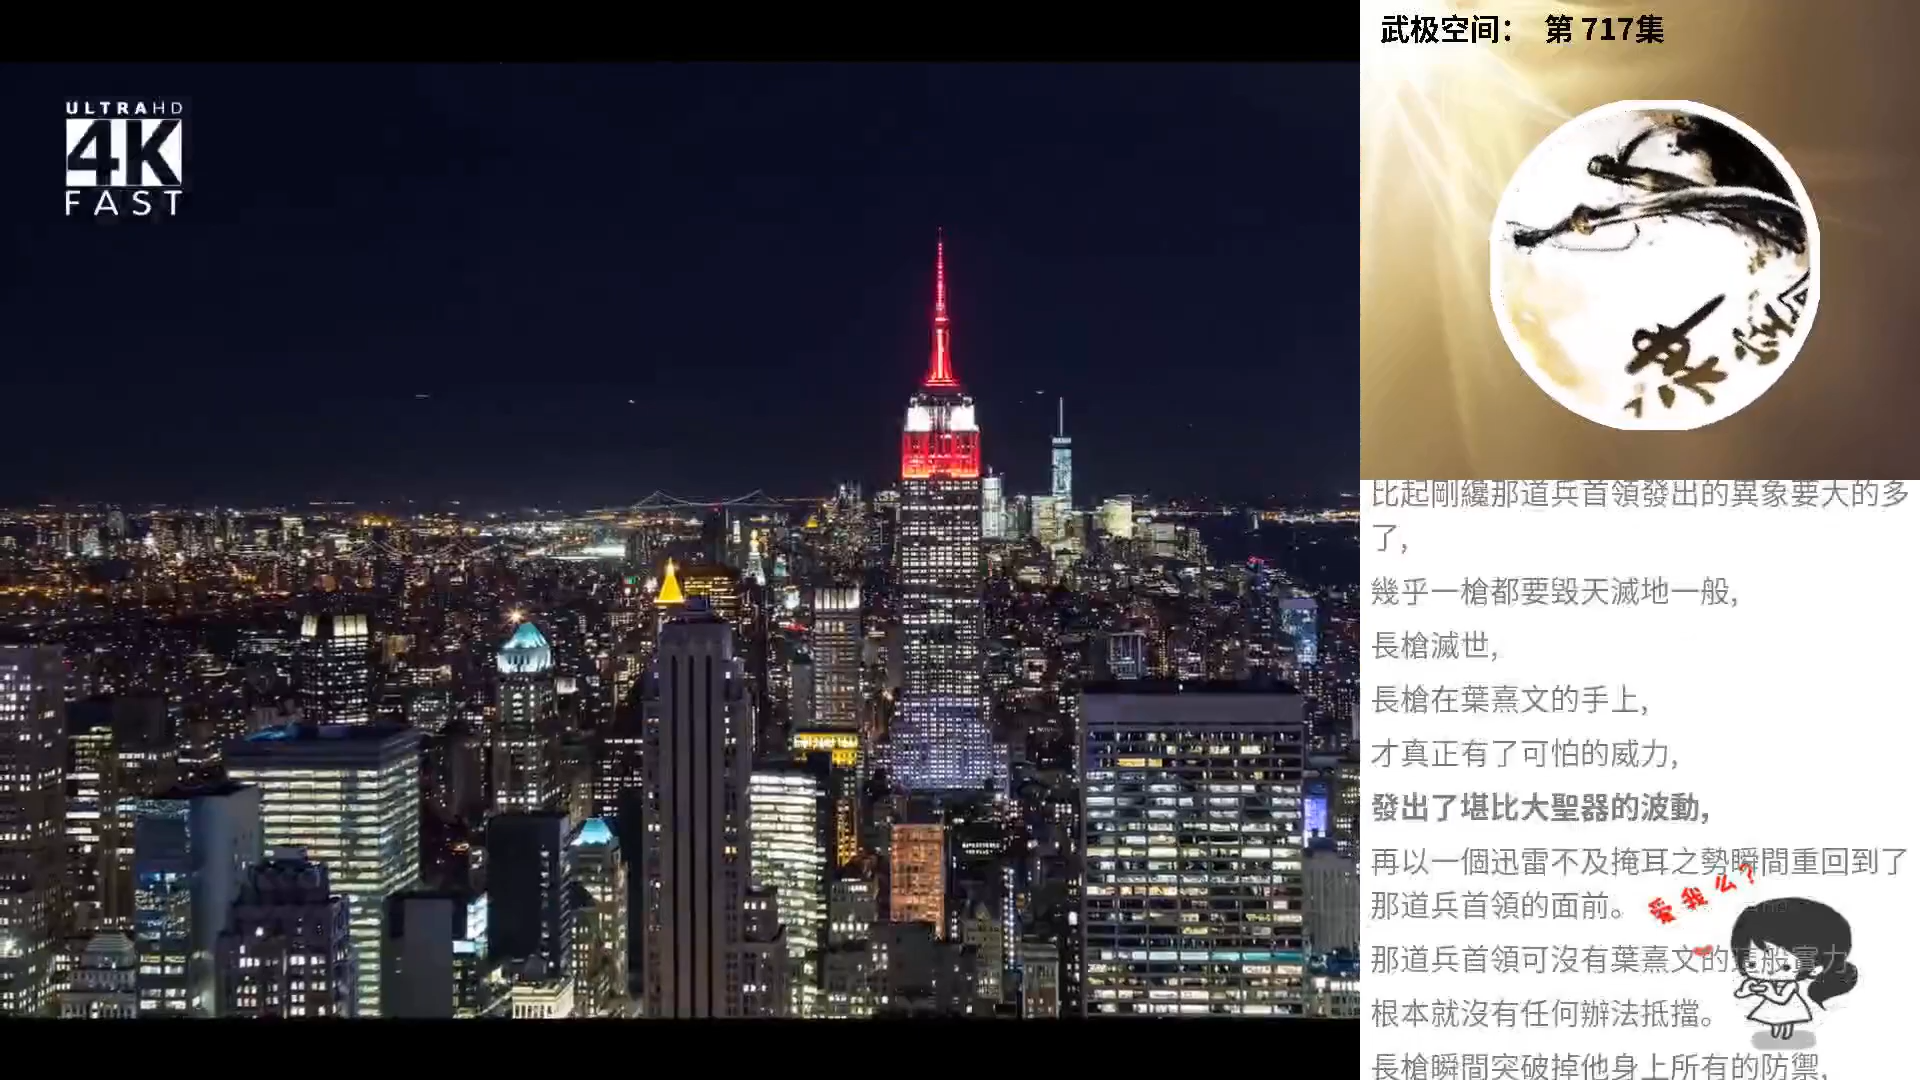 ULTRAHD
4K
FAST
武极空间： 第 717集
比起剛纔那道兵首領發出的異象要大的多
了,
幾乎一槍都要毀天滅地一般,
長槍滅世,
長槍在葉熹文的手上,
才真正有了可怕的威力,
發出了堪比大聖器的波動,
再以一個迅雷不及掩耳之勢瞬間重回到了
那道兵首領的面前。
爱我么?
那道兵首領可沒有葉熹文的這般實力,
根本就沒有任何辦法抵擋。
長槍瞬間突破掉他身上所有的防禦,